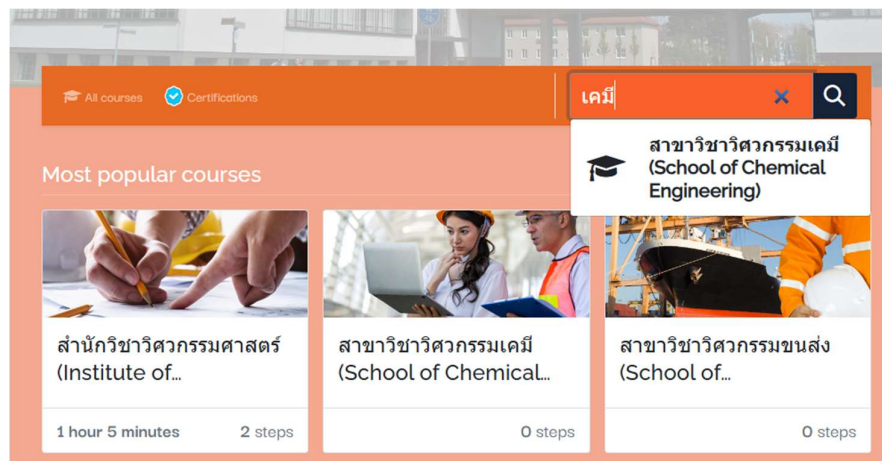 All courses
Certifications
เคมี
สาขาวิชาวิศวกรรมเคมี
(School of Chemical
Engineering)
Most popular courses
สำนักวิชาวิศวกรรมศาสตร์
(Institute of...
1 hour 5 minutes
2 steps
สาขาวิชาวิศวกรรมเคมี
(School of Chemical...
0 steps
สาขาวิชาวิศวกรรมขนส่ง
(School of...
0 steps